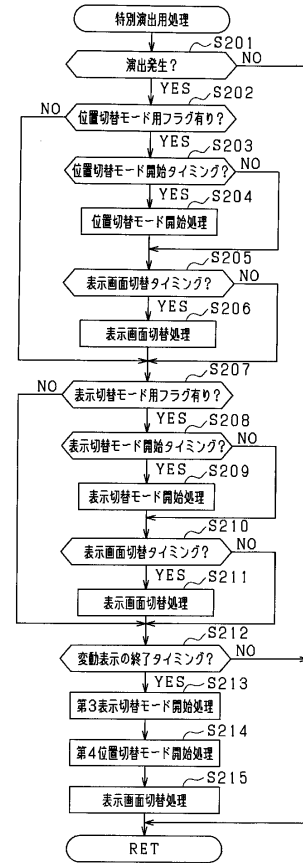 特別演出用処理
S201
演出発生?
NO
YES
S202
NO
位置切替モード用フラグ有り?
YES
S203
位置切替モード開始タイミング?
NO
YES
S204
位置切替モード開始処理
S205
表示画面切替タイミング?
NO
YES
S206
表示画面切替処理
S207
NO
表示切替モード用フラグ有り?
YES
S208
表示切替モード開始タイミング?
NO
YES
S209
表示切替モード開始処理
S210
表示画面切替タイミング?
NO
YES
S211
表示画面切替処理
S212
変動表示の終了タイミング?
NO
YES
S213
第3表示切替モード開始処理
S214
第4位置切替モード開始処理
S215
表示画面切替処理
RET